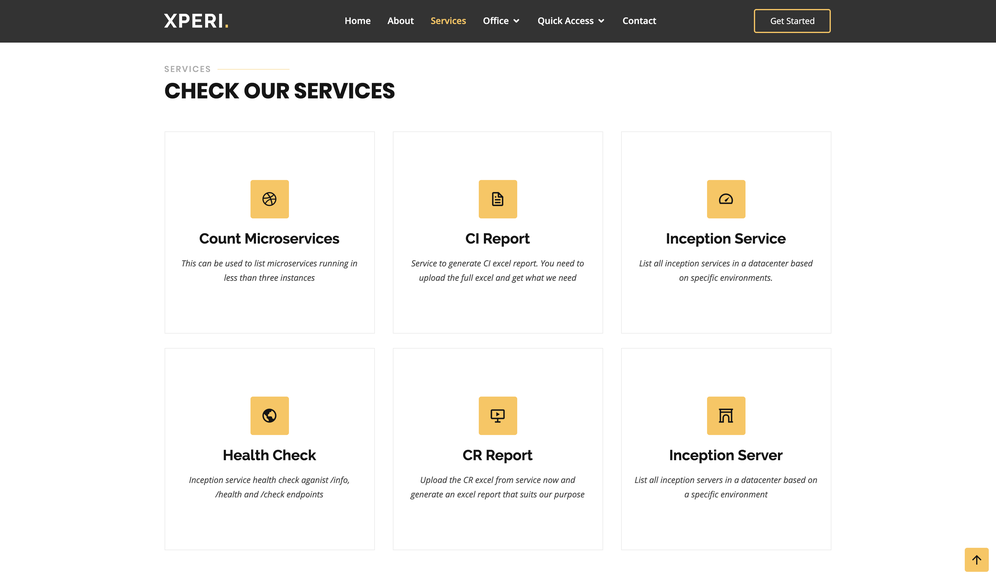 XPERI.
Home About Services Office Quick Access Contact Get Started
SERVICES
CHECK OUR SERVICES
Count Microservices
This can be used to list microservices running in
less than three instances
CI Report
Service to generate CI excel report. You need to
upload the full excel and get what we need
Inception Service
List all inception services in a datacenter based
on specific environments.
Health Check
Inception service health check aganist /info,
/health and /check endpoints
CR Report
Upload the CR excel from service now and
generate an excel report that suits our purpose
Inception Server
List all inception servers in a datacenter based on
a specific environment